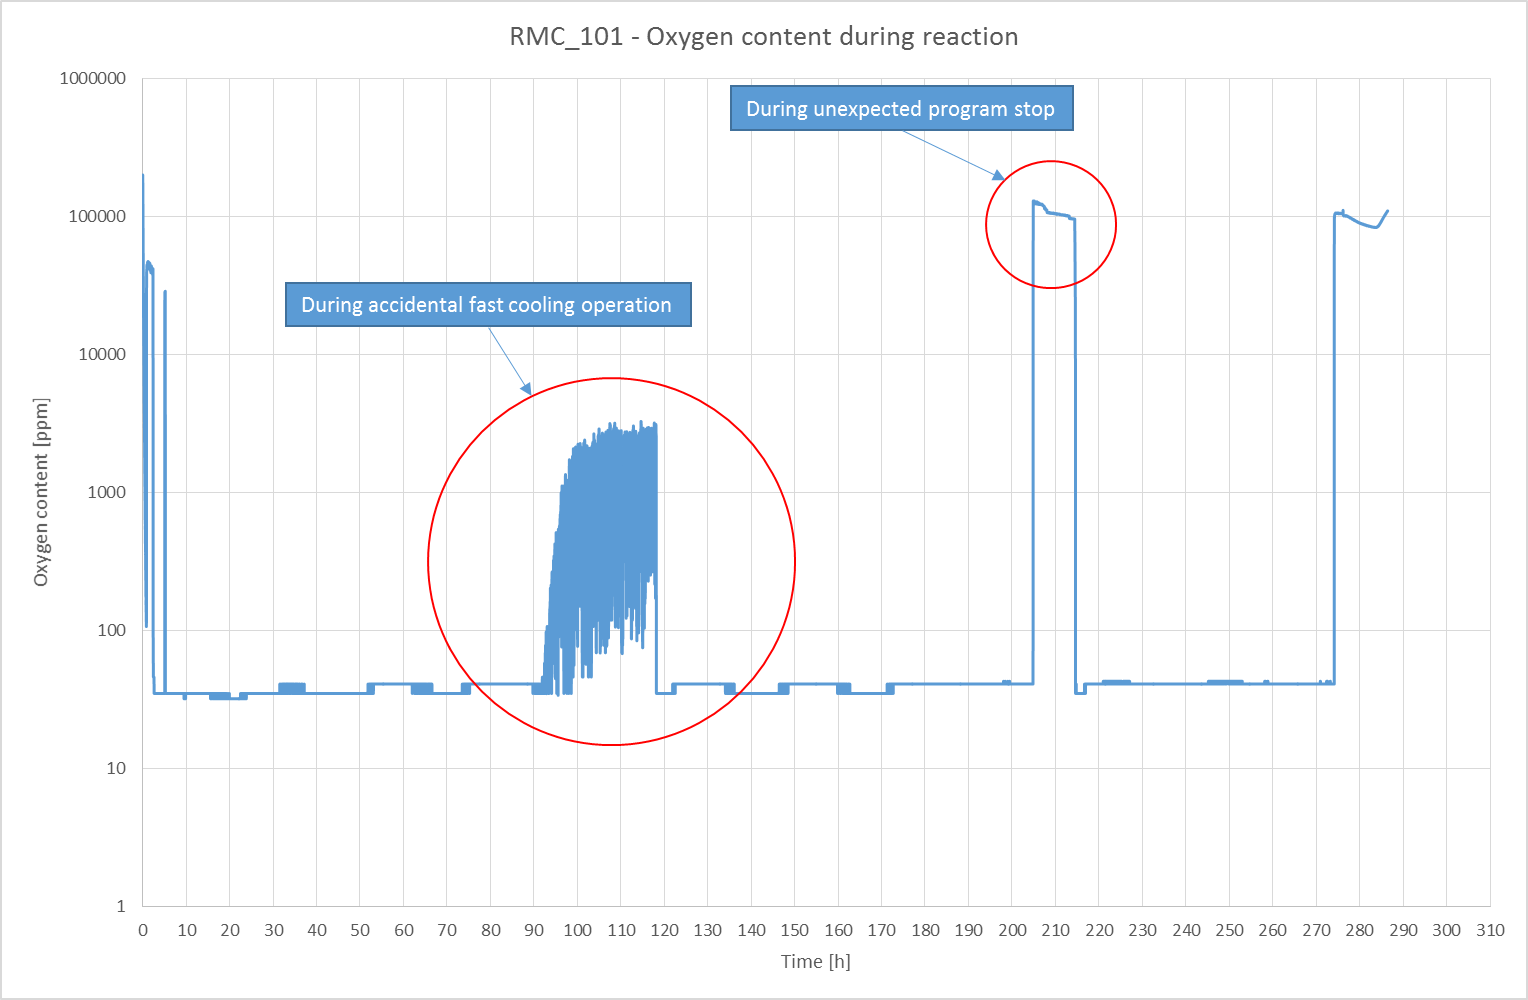 RMC_101 - Oxygen content during reaction
During unexpected program stop
During accidental fast cooling operation
Oxygen content [ppm]
1000000
100000
10000
1000
100
10
1
0 10 20 30 40 50 60 70 80 90 100 110 120 130 140 150 160 170 180 190 200 210 220 230 240 250 260 270 280 290 300 310
Time [h]